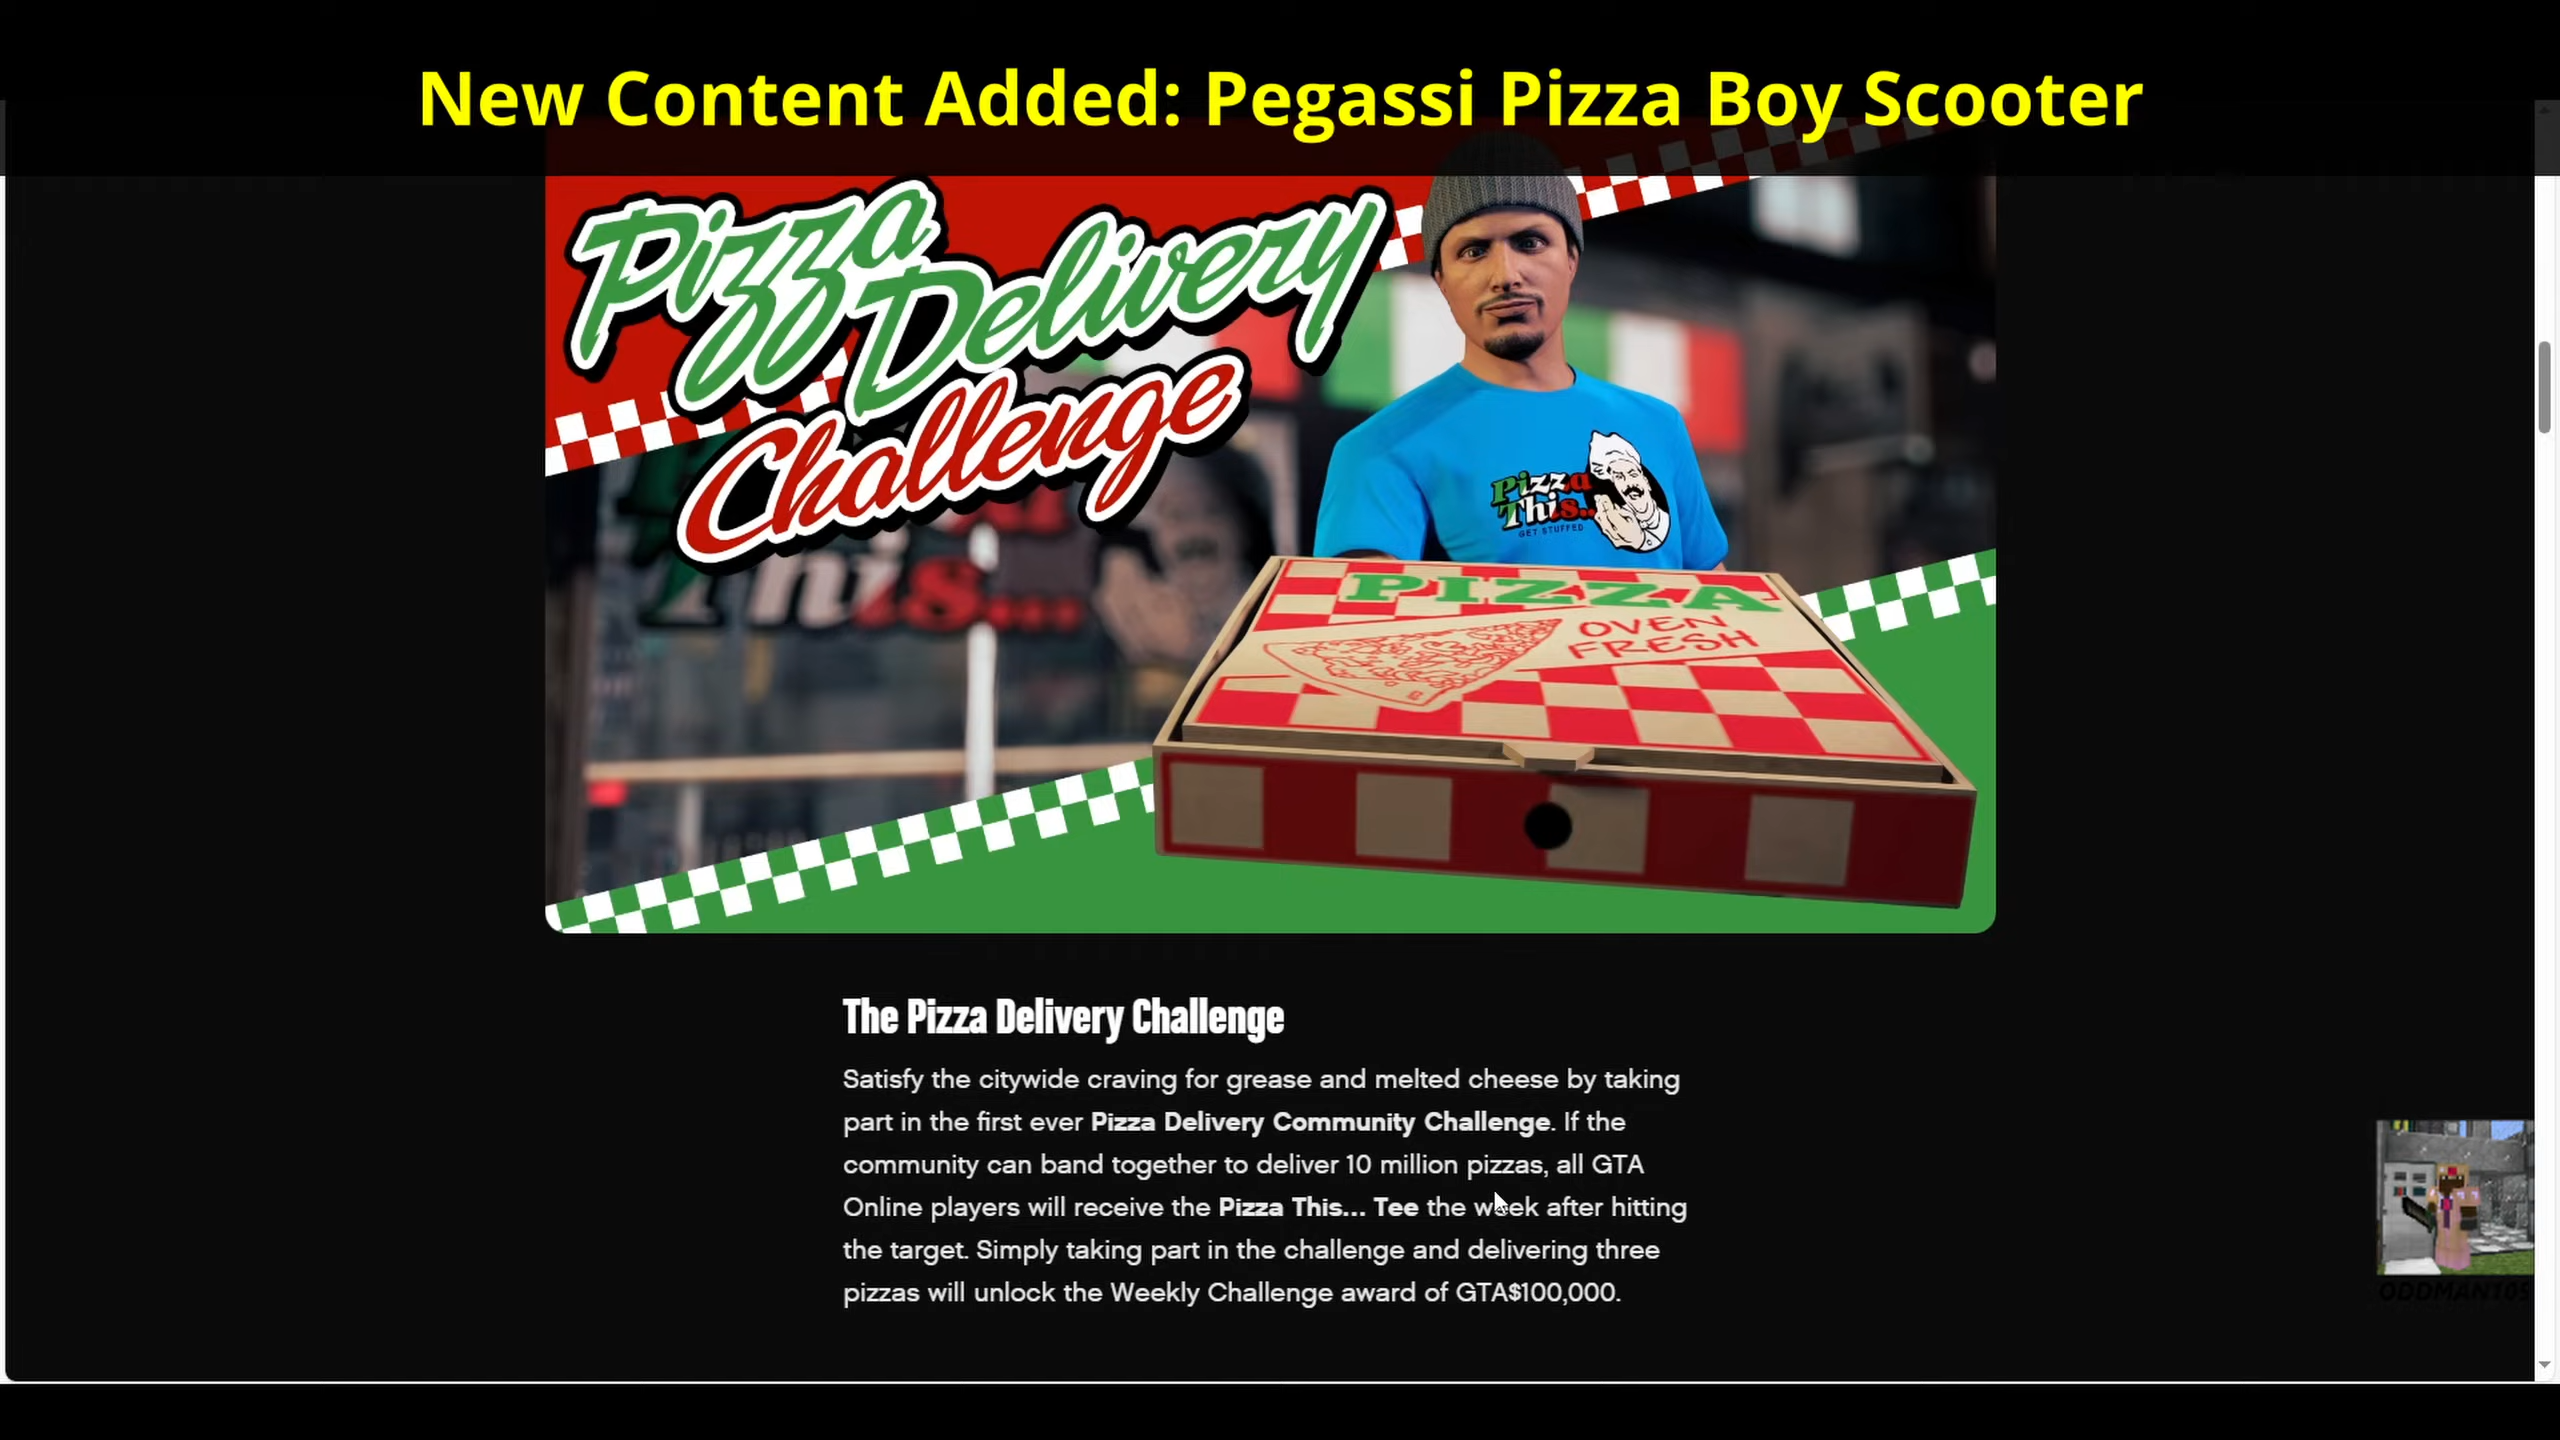 New Content Added: Pegassi Pizza Boy Scooter
Pizza
Delivery
Challenge
Pizza
This...
GET STUFFED
This...
PIZZA
OVEN
FRESH
The Pizza Delivery Challenge
Satisfy the citywide craving for grease and melted cheese by taking
part in the first ever Pizza Delivery Community Challenge. If the
community can band together to deliver 10 million pizzas, all GTA
Online players will receive the Pizza This... Tee the week after hitting
the target. Simply taking part in the challenge and delivering three
pizzas will unlock the Weekly Challenge award of GTA$100,000.